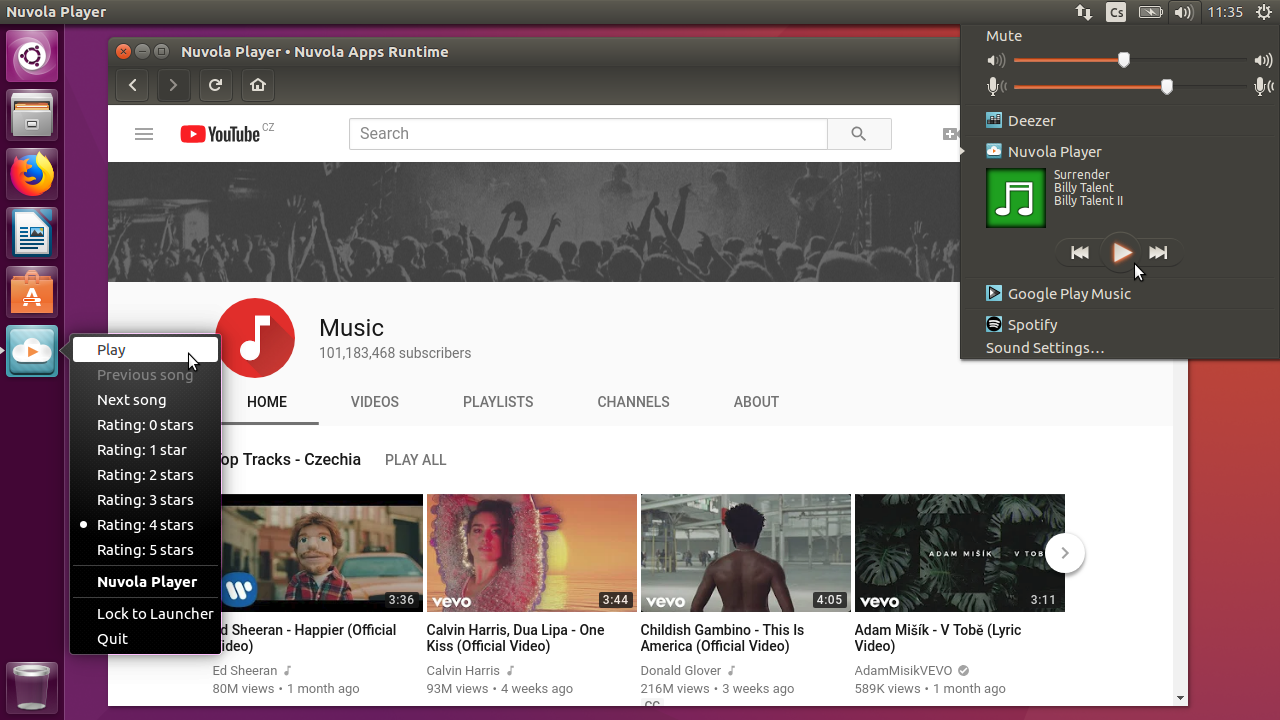 Nuvola Player
Cs
11:35
Nuvola Player • Nuvola Apps Runtime
YouTube CZ
Search
Music
101,183,468 subscribers
HOME VIDEOS PLAYLISTS CHANNELS ABOUT
op Tracks - Czechia PLAY ALL
3:36
vevo 3:44
vevo 4:05
ADAM MIŠÍK V TOB
vevo 3:11
d Sheeran - Happier (Official
ideo)
Ed Sheeran
80M views • 1 month ago
Calvin Harris, Dua Lipa - One
Kiss (Official Video)
Calvin Harris
93M views • 4 weeks ago
Childish Gambino - This Is
America (Official Video)
Donald Glover
216M views • 3 weeks ago
CC
Adam Mišík - V Tobě (Lyric
Video)
AdamMisikVEVO
589K views • 1 month ago
Play
Previous song
Next song
Rating: 0 stars
Rating: 1 star
Rating: 2 stars
Rating: 3 stars
Rating: 4 stars
Rating: 5 stars
Nuvola Player
Lock to Launcher
Quit
Mute
Deezer
Nuvola Player
Surrender
Billy Talent
Billy Talent II
Google Play Music
Spotify
Sound Settings…